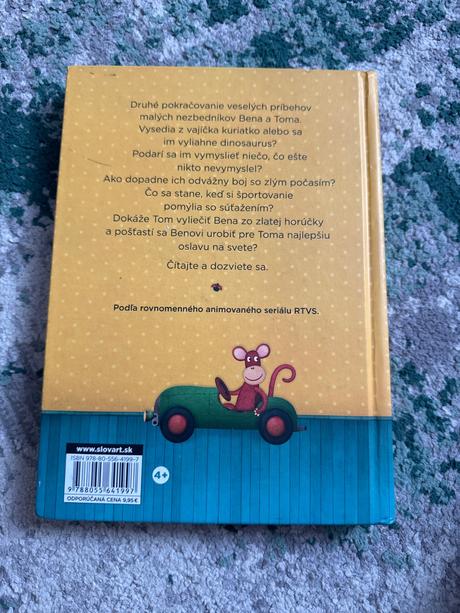 Druhé pokračovanie veselých príbehov
malých nezbedníkov Bena a Toma.
Vysedia z vajíčka kuriatko alebo sa
im vyliahne dinosaurus?
Podarí sa im vymyslieť niečo, čo ešte
nikto nevymyslel?
Ako dopadne ich odvážny boj so zlým počasím?
Čo sa stane, keď si športovanie
pomýlia so súťažením?
Dokáže Tom vyliečiť Bena zo zlatej horúčky
a pošťastí sa Benovi urobiť pre Toma najlepšiu
oslavu na svete?
Čítajte a dozviete sa.
Podľa rovnomenného animovaného seriálu RTVS.
www.slovart.sk
ISBN 978-80-556-4199-7
9 788055 641997
ODPORÚČANÁ CENA 9,95 €
4+